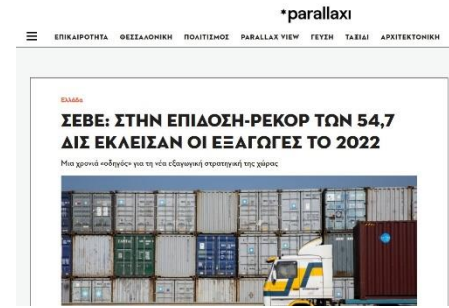 *parallaxi
ΕΠΙΚΑΙΡΟΤΗΤΑ ΘΕΣΣΑΛΟΝΙΚΗ ΠΟΛΙΤΙΣΜΟΣ PARALLAX VIEW ΓΕΥΣΗ ΤΑΞΙΔΙ ΑΡΧΙΤΕΚΤΟΝΙΚΗ
Ελλάδα
ΣΕΒΕ: ΣΤΗΝ ΕΠΙΔΟΣΗ-ΡΕΚΟΡ ΤΩΝ 54,7
ΔΙΣ ΕΚΛΕΙΣΑΝ ΟΙ ΕΞΑΓΩΓΕΣ ΤΟ 2022
Μια χρονιά «οδηγός» για τη νέα εξαγωγική στρατηγική της χώρας